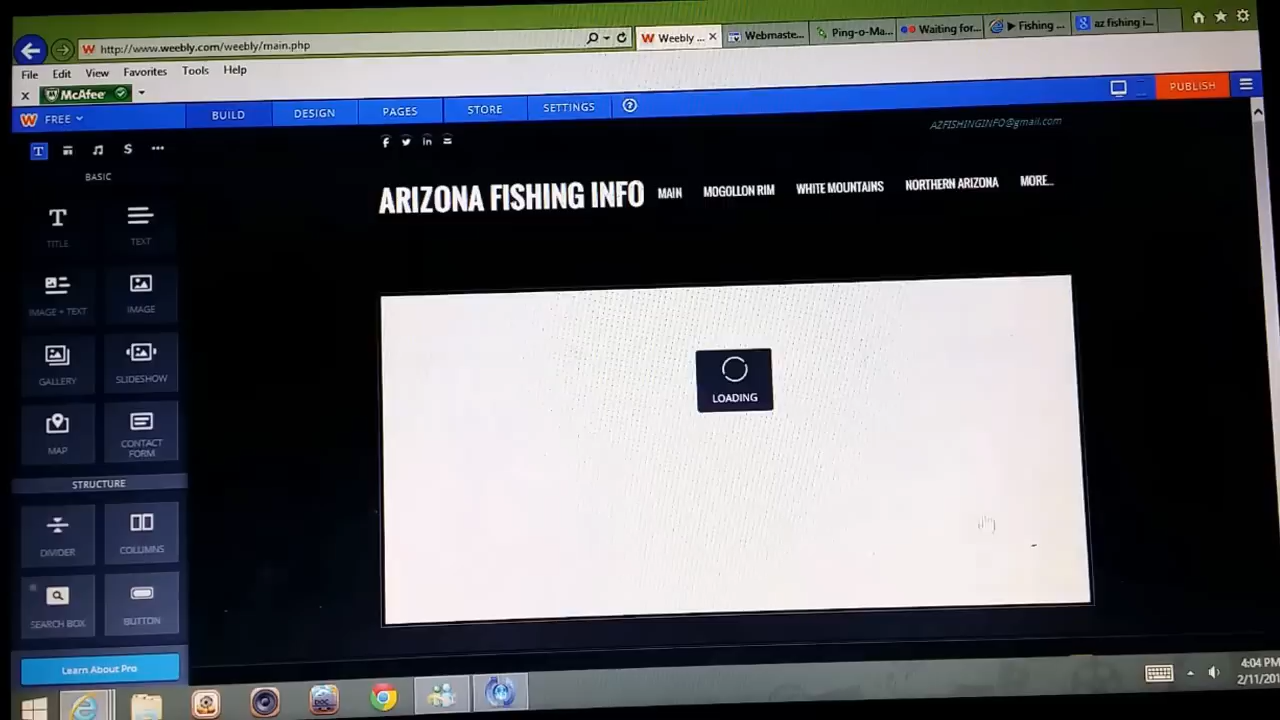 http://www.weebly.com/weebly/main.php
Weebly ...
Webmaste...
Ping-o-Ma...
Waiting for...
Fishing ...
az fishing i...
File Edit View Favorites Tools Help
x McAfee
FREE BUILD DESIGN PAGES STORE SETTINGS ? PUBLISH
AZFISHINGINFO@gmail.com
BASIC
ARIZONA FISHING INFO MAIN MOGOLLON RIM WHITE MOUNTAINS NORTHERN ARIZONA MORE...
TITLE TEXT
IMAGE + TEXT IMAGE
GALLERY SLIDESHOW
MAP CONTACT FORM
LOADING
STRUCTURE
DIVIDER COLUMNS
SEARCH BOX BUTTON
Learn About Pro
4:04 PM
2/11/201